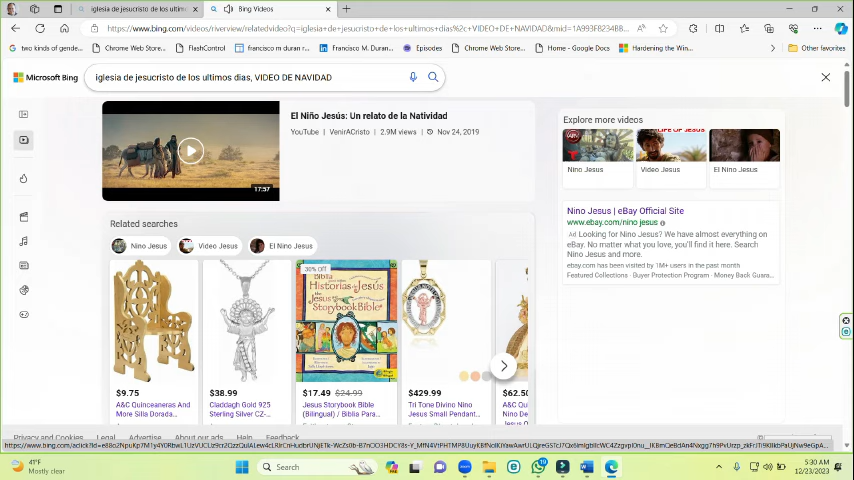 iglesia de jesucristo de los ultim
Bing Videos
https://www.bing.com/videos/riverview/relatedvideo?q=iglesia+de+jesucristo+de+los+ultimos+dias%2c+VIDEO+DE+NAVIDAD&mid=1A993F8234BB...
two kinds of gende...
Chrome Web Store...
FlashControl
francisco m duran r...
Francisco M. Duran...
Episodes
Chrome Web Store...
Home - Google Docs
Hardening the Win...
Other favorites
Microsoft Bing
iglesia de jesucristo de los ultimos dias, VIDEO DE NAVIDAD
El Niño Jesús: Un relato de la Natividad
YouTube | VenirACristo | 2.9M views | Nov 24, 2019
17:57
Explore more videos
LIFE OF JESUS
Nino Jesus
Video Jesus
El Nino Jesus
Nino Jesus | eBay Official Site
www.ebay.com/nino jesus
Ad Looking for Nino Jesus? We have almost everything on
eBay. No matter what you love, you'll find it here. Search
Nino Jesus and more.
ebay.com has been visited by 1M+ users in the past month
Featured Collections · Buyer Protection Program · Money Back Guara...
Related searches
Nino Jesus
Video Jesus
El Nino Jesus
30% Off
Biblia
Historias de Jesús
the Jesus
Storybook Bible
$9.75
A&C Quinceaneras And
More Silla Dorada...
$38.99
Claddagh Gold 925
Sterling Silver CZ-...
$17.49 $24.99
Jesus Storybook Bible
(Bilingual) / Biblia Para...
$429.99
Tri Tone Divino Nino
Jesus Small Pendant...
$62.50
A&C Qu
Nino De
Jesus
Privacy and Cookies
Legal
Advertise
About our ads
Help
Feedback
41°F
Mostly clear
Search
19
5:30 AM
12/23/2023